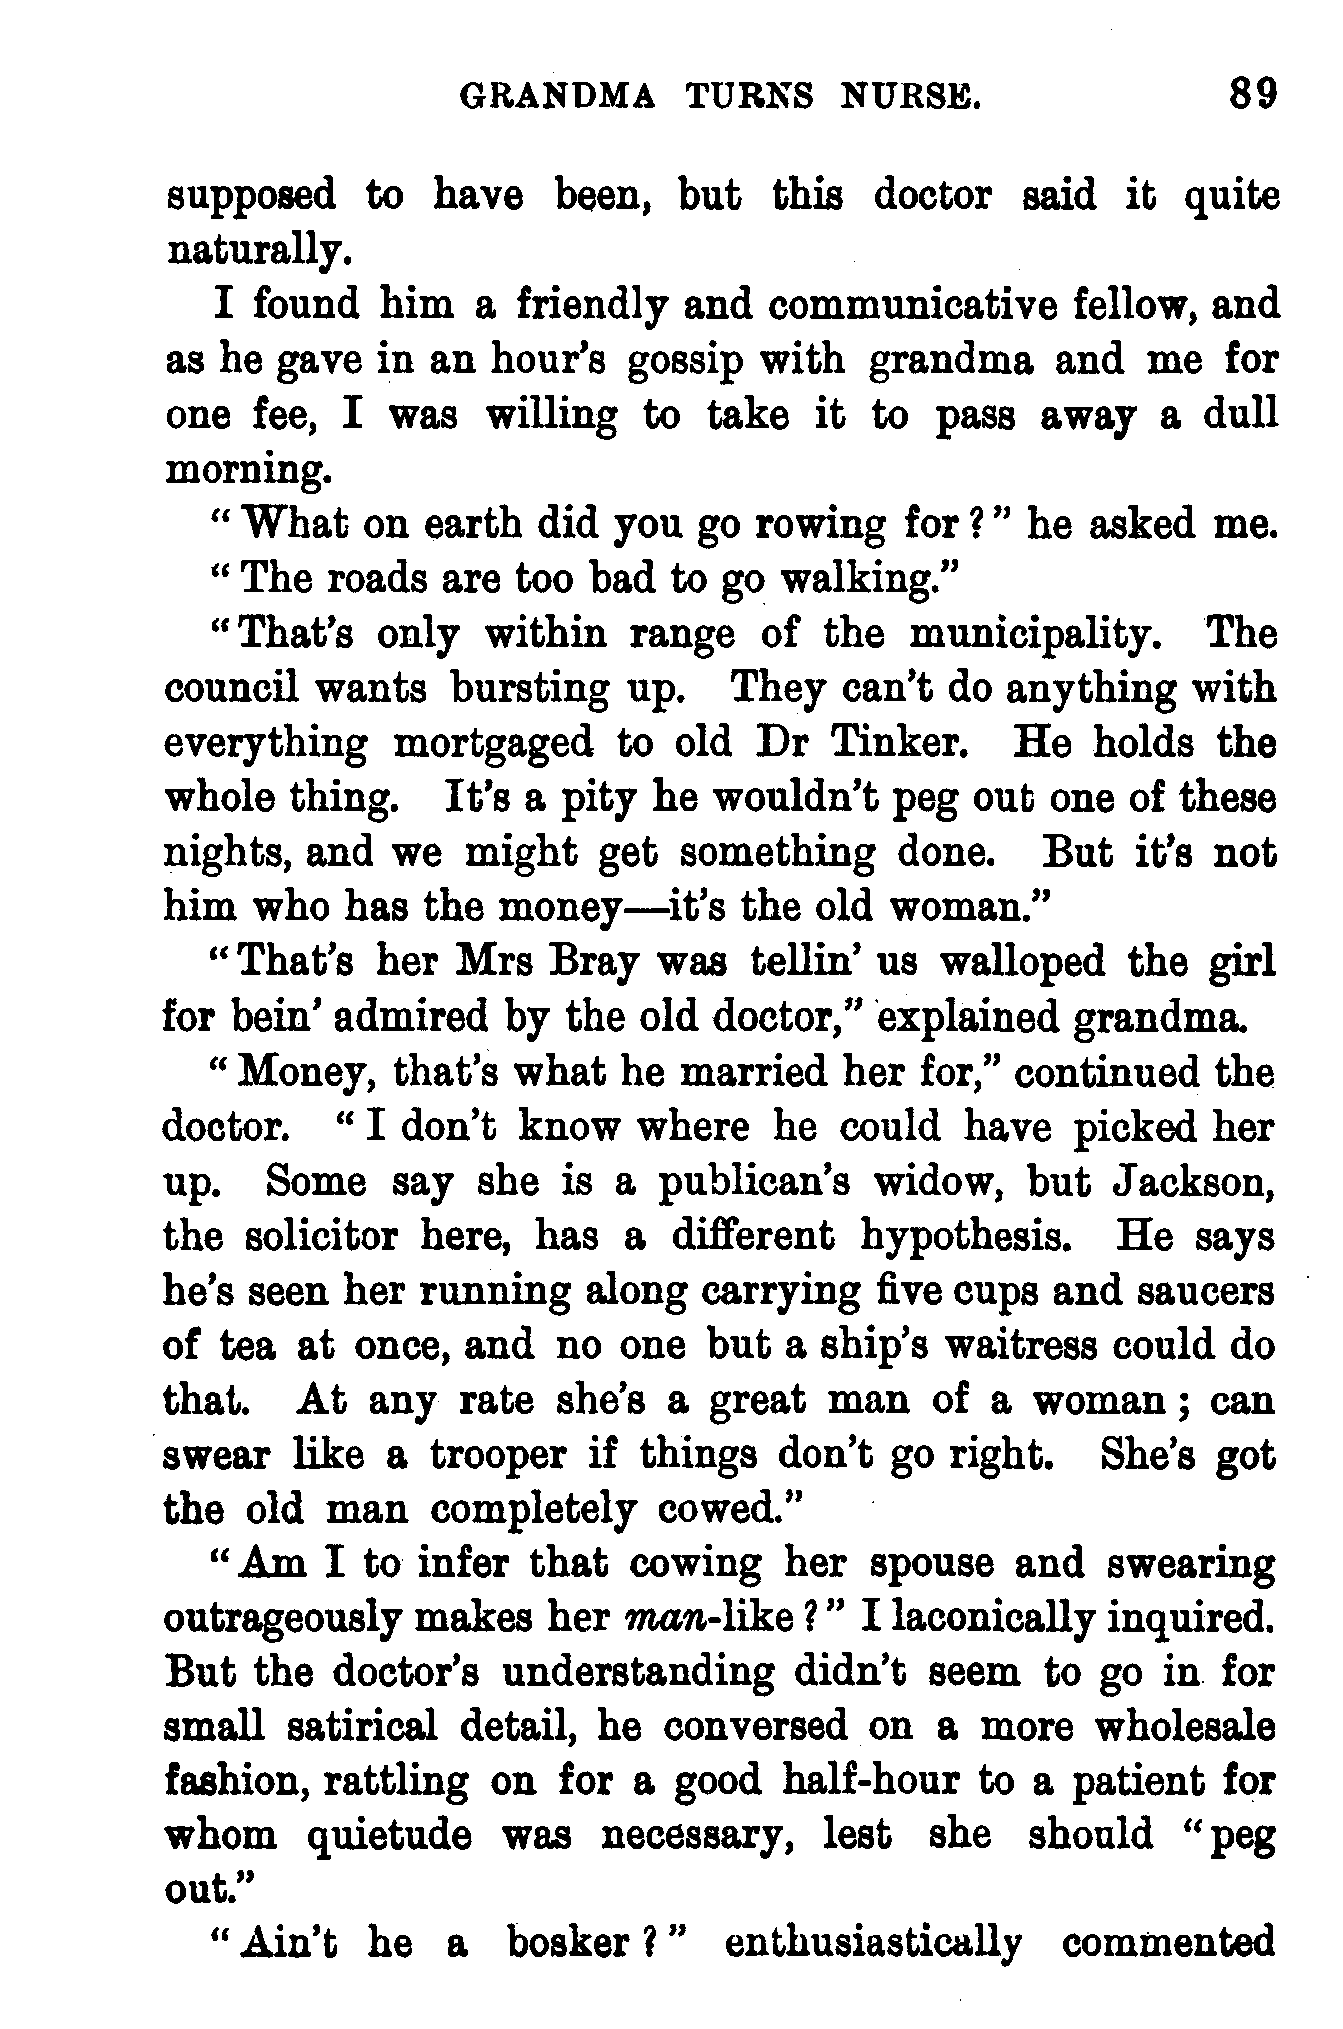 GRANDMA TURNS NURSE. 89
supposed to have been, but this doctor said it quite
naturally.
I found him a friendly and communicative fellow, and
as he gave in an hour's gossip with grandma and me for
one fee, I was willing to take it to pass away a dull
morning.
"What on earth did you go rowing for?" he asked me.
"The roads are too bad to go walking."
"That's only within range of the municipality. The
council wants bursting up. They can't do anything with
everything mortgaged to old Dr Tinker. He holds the
whole thing. It's a pity he wouldn't peg out one of these
nights, and we might get something done. But it's not
him who has the money—it's the old woman."
"That's her Mrs Bray was tellin' us walloped the girl
for bein' admired by the old doctor," explained grandma.
"Money, that's what he married her for," continued the
doctor. "I don't know where he could have picked her
up. Some say she is a publican's widow, but Jackson,
the solicitor here, has a different hypothesis. He says
he's seen her running along carrying five cups and saucers
of tea at once, and no one but a ship's waitress could do
that. At any rate she's a great man of a woman; can
swear like a trooper if things don't go right. She's got
the old man completely cowed."
"Am I to infer that cowing her spouse and swearing
outrageously makes her man-like?" I laconically inquired.
But the doctor's understanding didn't seem to go in for
small satirical detail, he conversed on a more wholesale
fashion, rattling on for a good half-hour to a patient for
whom quietude was necessary, lest she should "peg
out."
"Ain't he a bosker?" enthusiastically commented